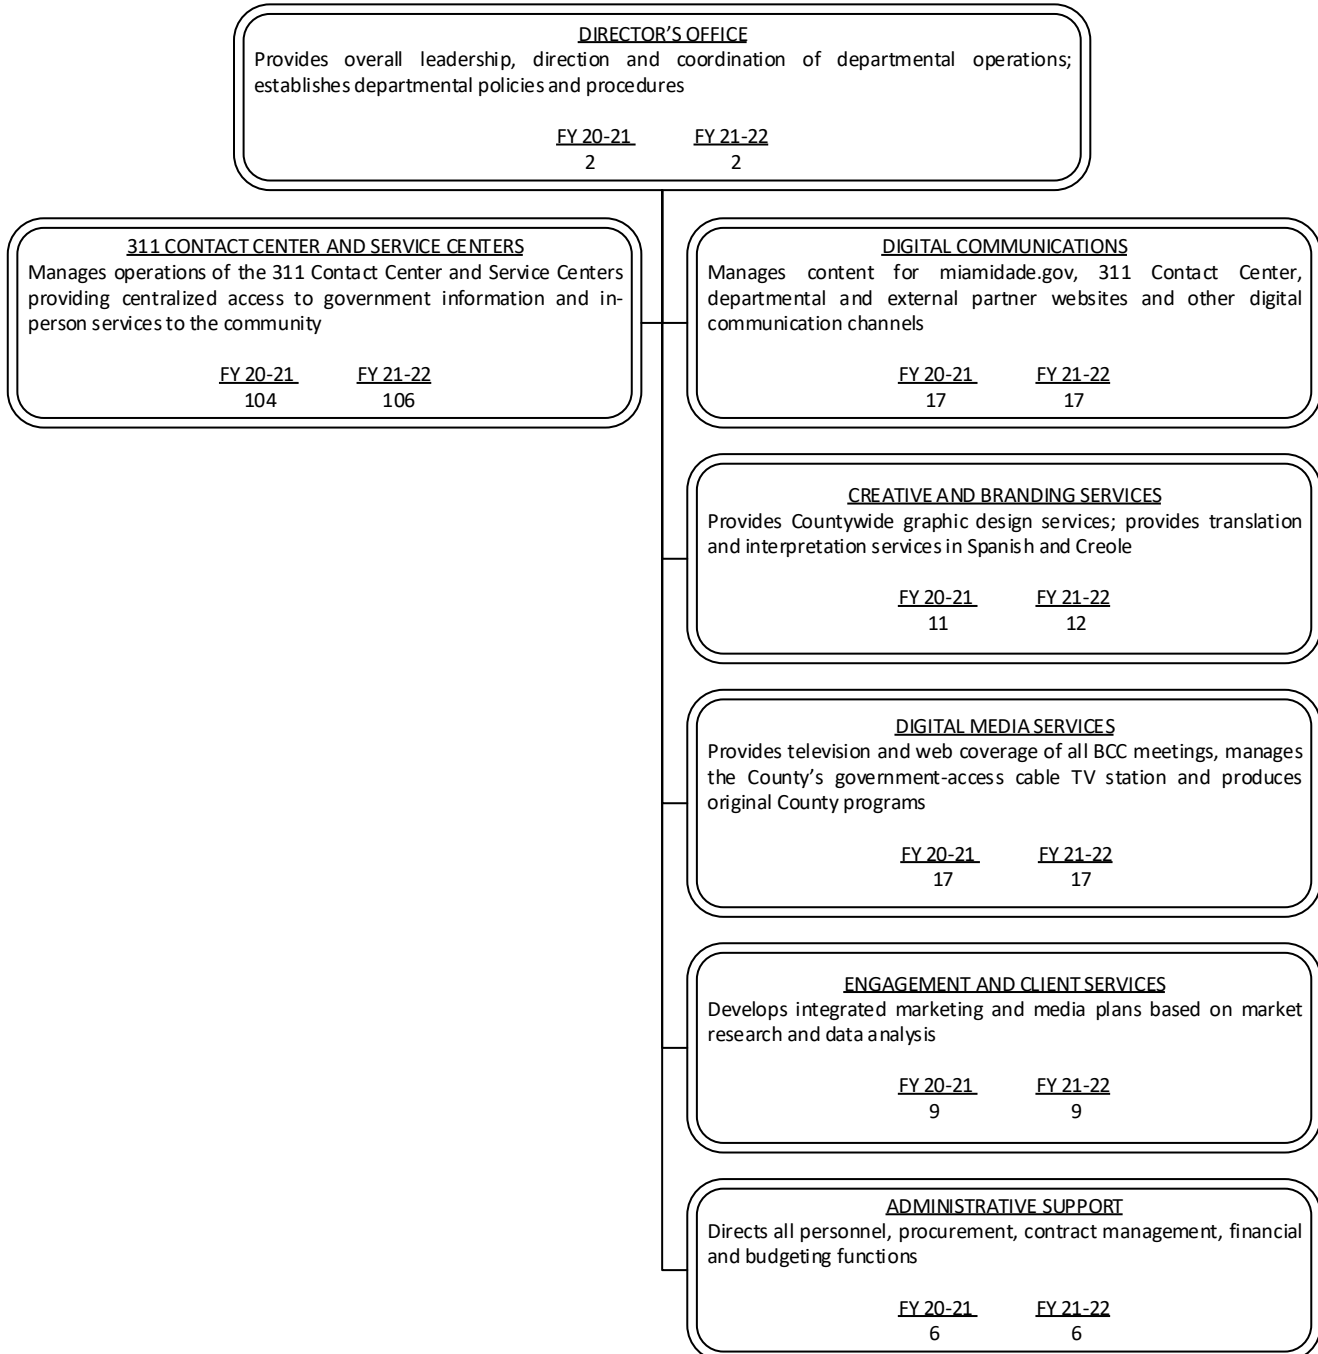 DIRECTOR'S OFFICE
Provides overall leadership, direction and coordination of departmental operations;
establishes departmental policies and procedures
FY 20-21 FY 21-22
2 2
311 CONTACT CENTER AND SERVICE CENTERS
Manages operations of the 311 Contact Center and Service Centers
providing centralized access to government information and in-
person services to the community
FY 20-21 FY 21-22
104 106
DIGITAL COMMUNICATIONS
Manages content for miamidade.gov, 311 Contact Center,
departmental and external partner websites and other digital
communication channels
FY 20-21 FY 21-22
17 17
CREATIVE AND BRANDING SERVICES
Provides Countywide graphic design services; provides translation
and interpretation services in Spanish and Creole
FY 20-21 FY 21-22
11 12
DIGITAL MEDIA SERVICES
Provides television and web coverage of all BCC meetings, manages
the County's government-access cable TV station and produces
original County programs
FY 20-21 FY 21-22
17 17
ENGAGEMENT AND CLIENT SERVICES
Develops integrated marketing and media plans based on market
research and data analysis
FY 20-21 FY 21-22
9 9
ADMINISTRATIVE SUPPORT
Directs all personnel, procurement, contract management, financial
and budgeting functions
FY 20-21 FY 21-22
6 6